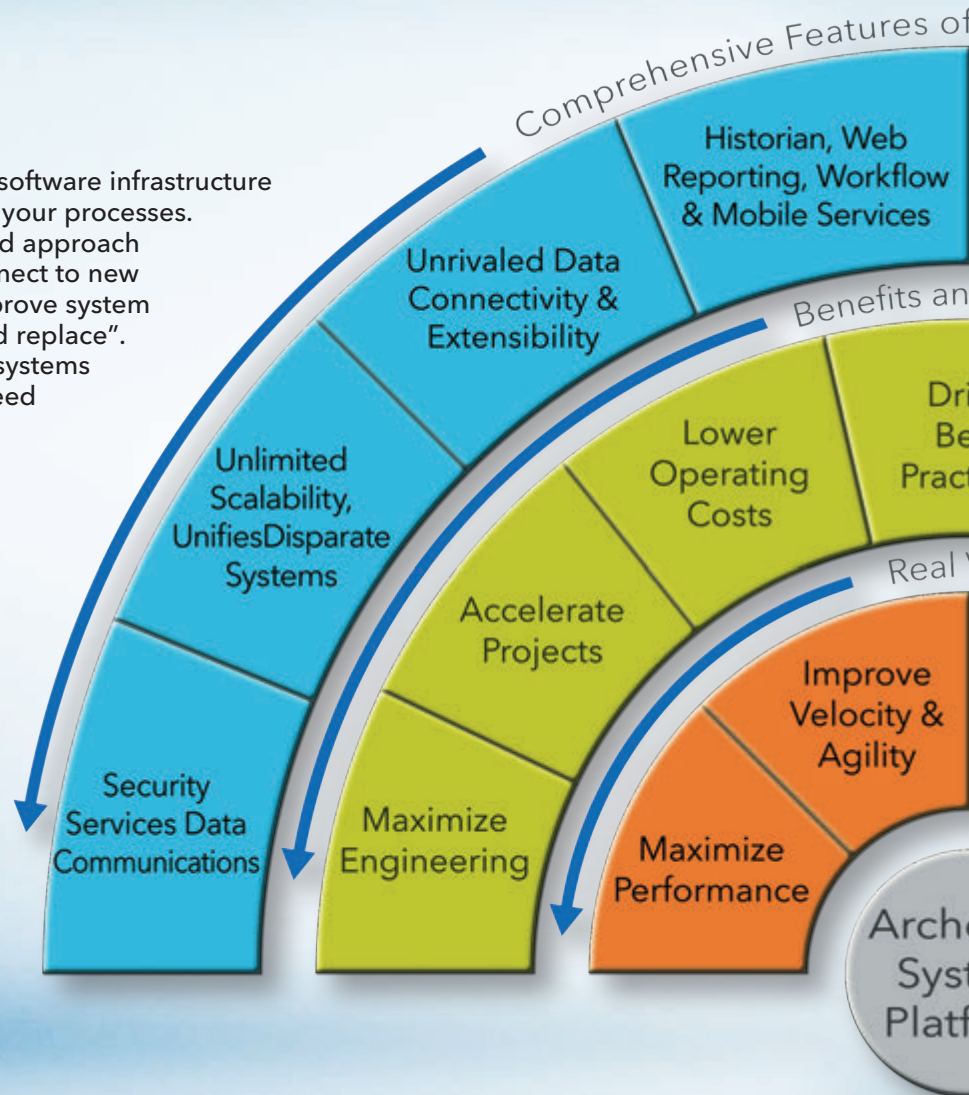 software infrastructure
your processes.
d approach
nect to new
prove system
d replace”.
systems
eed
Comprehensive Features of
Historian, Web
Reporting, Workflow
& Mobile Services
Unrivaled Data
Connectivity &
Extensibility
Unlimited
Scalability,
UnifiesDisparate
Systems
Security
Services Data
Communications
Benefits an
Dri
Be
Pract
Lower
Operating
Costs
Accelerate
Projects
Maximize
Engineering
Real
Improve
Velocity &
Agility
Maximize
Performance
Arche
Syst
Platf